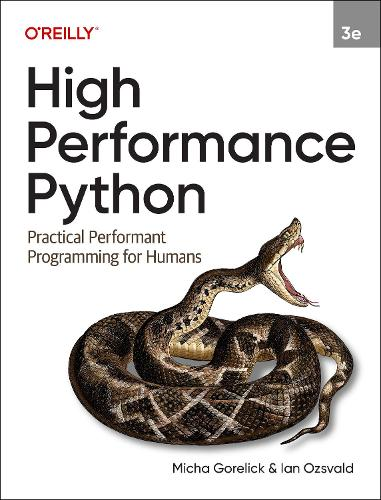 O'REILLY®
3e
High
Performance
Python
Practical Performant
Programming for Humans
Micha Gorelick & Ian Ozsvald